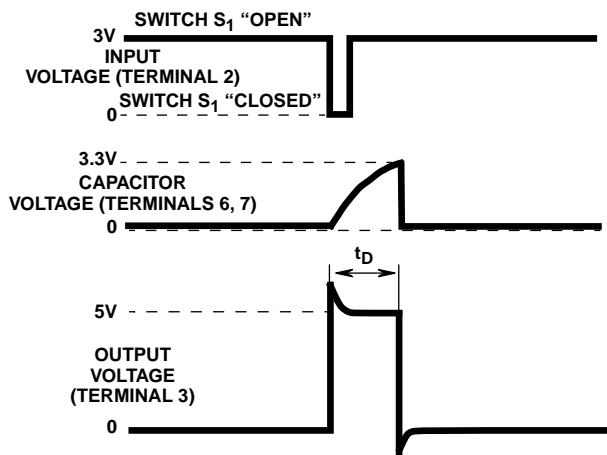 SWITCH S1 “OPEN”
3V
INPUT
VOLTAGE (TERMINAL 2)
SWITCH S1 “CLOSED”
0
3.3V
CAPACITOR
VOLTAGE (TERMINALS 6, 7)
0
tD
5V
OUTPUT
VOLTAGE
(TERMINAL 3)
0